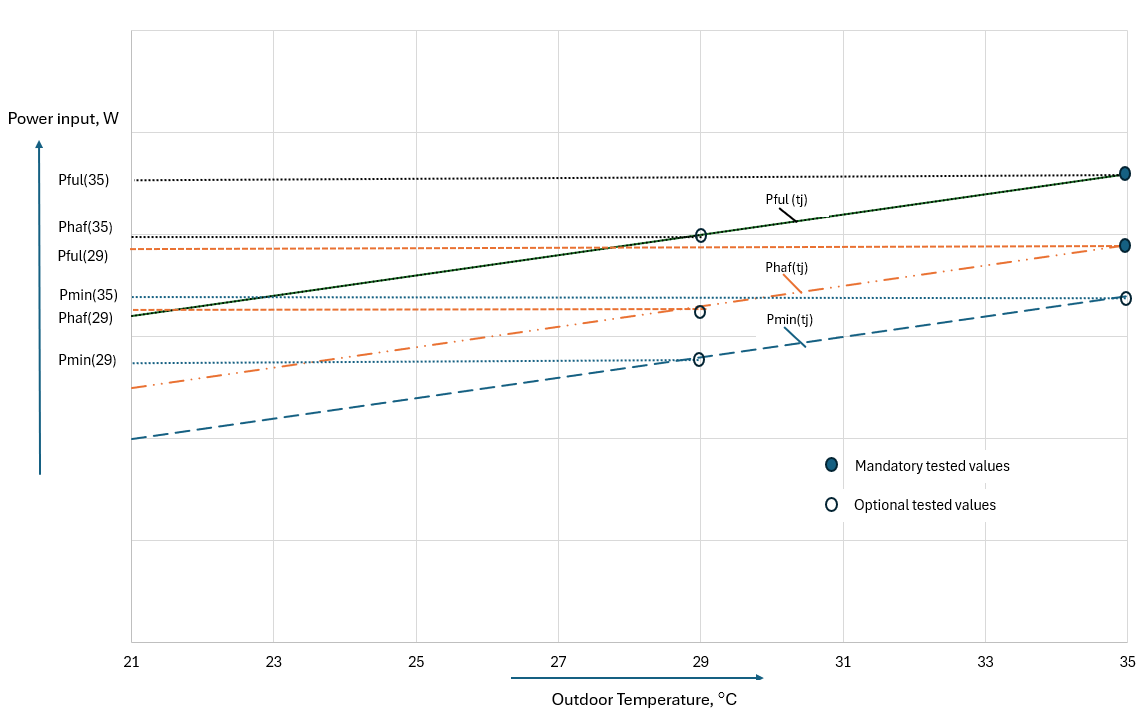 Power input, W
Pful(35)
Phaf(35)
Pful(29)
Pmin(35)
Phaf(29)
Pmin(29)
Pful (tj)
Phaf(tj)
Pmin(tj)
Mandatory tested values
Optional tested values
21 23 25 27 29 31 33 35
Outdoor Temperature, °C